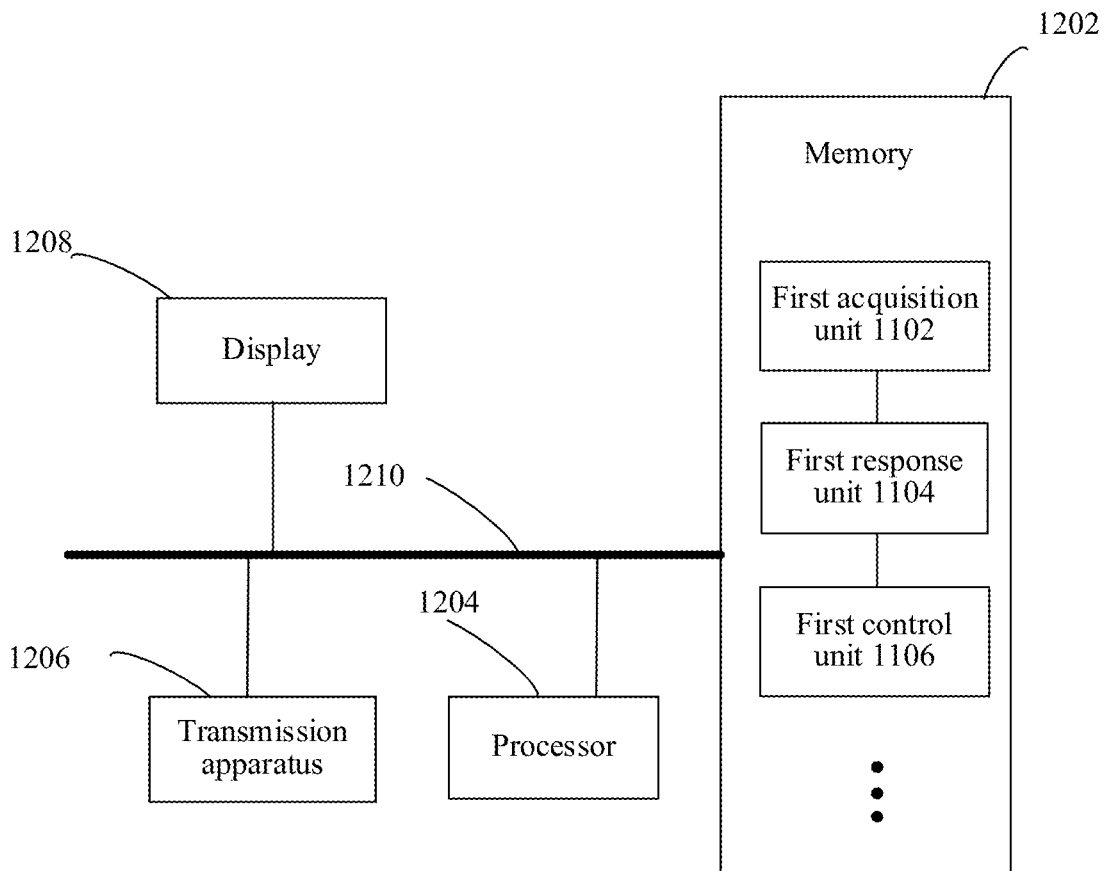 1202
Memory
1208
First acquisition
unit 1102
Display
First response
unit 1104
1210
1204
First control
unit 1106
1206
Transmission
apparatus
Processor